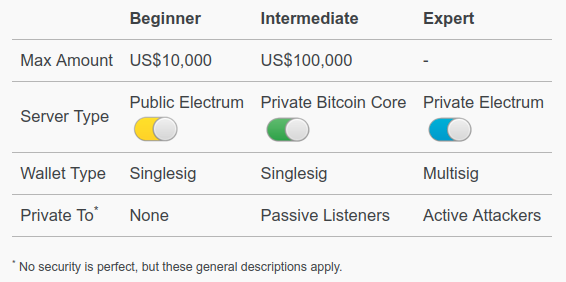 Beginner Intermediate Expert
Max Amount US$10,000 US$100,000 -
Server Type Public Electrum Private Bitcoin Core Private Electrum
Wallet Type Singlesig Singlesig Multisig
Private To* None Passive Listeners Active Attackers
* No security is perfect, but these general descriptions apply.